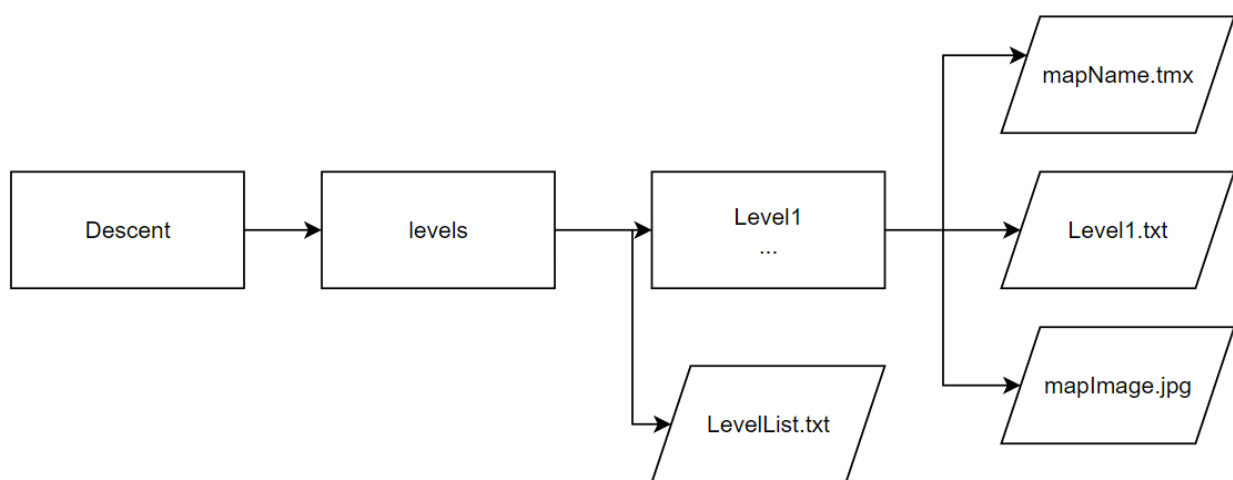 mapName.tmx
Descent
levels
Level1
...
Level1.txt
LevelList.txt
mapImage.jpg